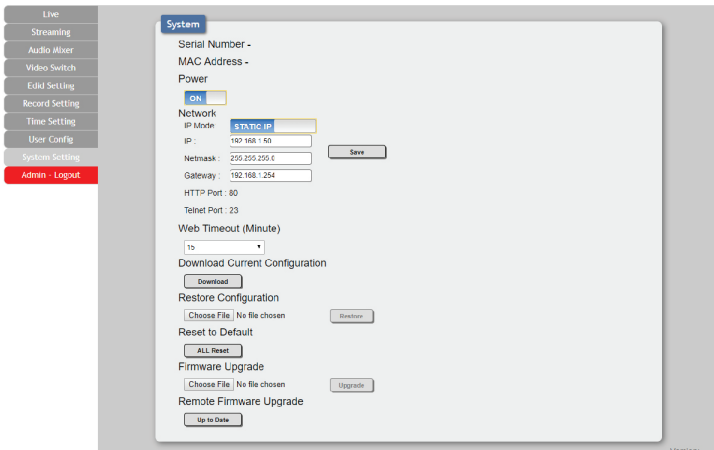 Live
Streaming
Audio Mixer
Video Switch
Edid Setting
Record Setting
Time Setting
User Config
System Setting
Admin - Logout
System
Serial Number -
MAC Address -
Power
ON
Network
IP Mode STATIC IP
IP : 192.168.1.50
Save
Netmask : 255.255.255.0
Gateway : 192.168.1.254
HTTP Port : 80
Telnet Port : 23
Web Timeout (Minute)
15
Download Current Configuration
Download
Restore Configuration
Choose File No file chosen Restore
Reset to Default
ALL Reset
Firmware Upgrade
Choose File No file chosen Upgrade
Remote Firmware Upgrade
Up to Date